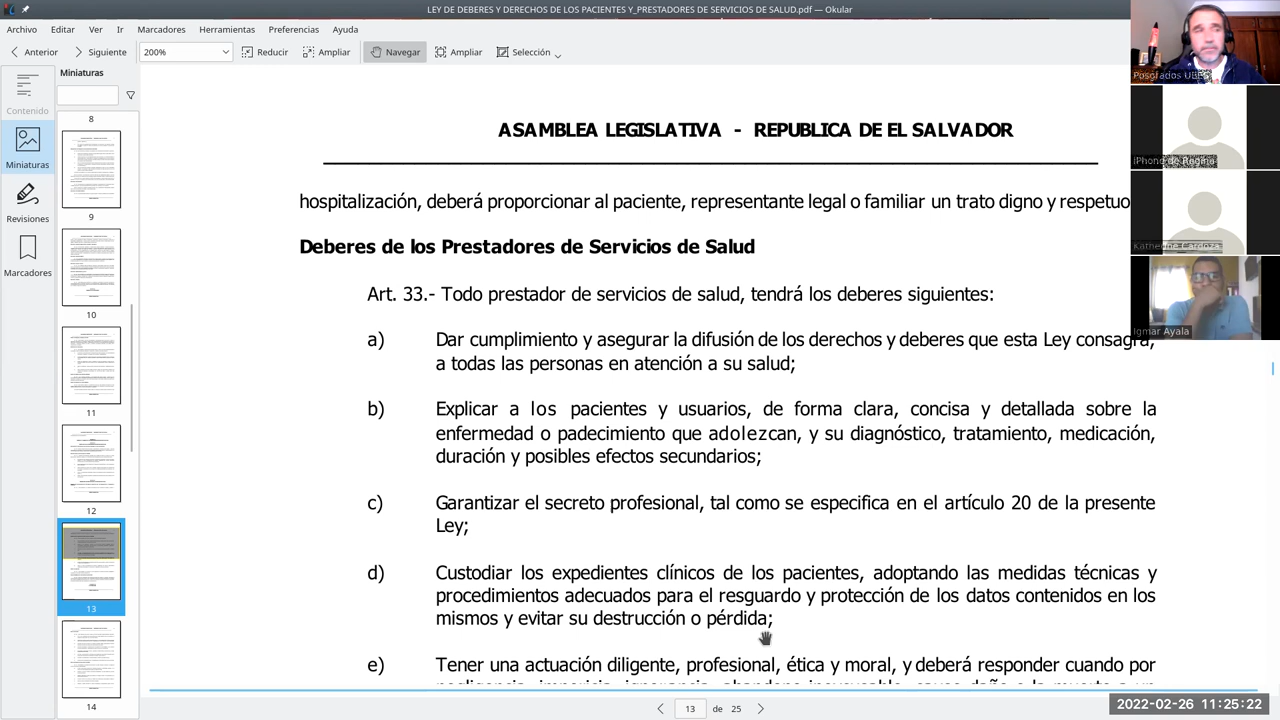 LEY DE DEBERES Y DERECHOS DE LOS PACIENTES Y_PRESTADORES DE SERVICIOS DE SALUD.pdf — Okular
Archivo Editar Ver Ir Marcadores Herramientas Preferencias Ayuda
Anterior Siguiente 200% Reducir Ampliar Navegar Ampliar Selección
Miniaturas
Contenido
Miniaturas
Revisiones
Marcadores
8
9
10
11
12
13
14
ASAMBLEA LEGISLATIVA - REPUBLICA DE EL SALVADOR
hospitalización, deberá proporcionar al paciente, representante legal o familiar un trato digno y respetuo
Deberes de los Prestadores de Servicios de Salud
Art. 33.- Todo prestador de servicios de salud, tendrá los deberes siguientes:
a) Dar cumplimiento y asegurar la difusión de los derechos y deberes que esta Ley consagra,
a todas las personas en atención a su salud;
b) Explicar a los pacientes y usuarios, de forma clara, concisa y detallada sobre la
enfermedad o padecimiento que adolezcan, y su diagnóstico, tratamiento, medicación,
duración y posibles efectos secundarios;
c) Garantizar el secreto profesional, tal como se especifica en el artículo 20 de la presente
Ley;
d) Custodiar los expedientes clínicos de los pacientes, adoptando las medidas técnicas y
procedimientos adecuados para el resguardo y protección de los datos contenidos en los
mismos y evitar su destrucción o pérdida;
e) Tener una actuación diligente, profesional, ética y moral, y deberá responder cuando por
Posgrados UEES
iPhone de Regina
Katherine Cardoza
Igmar Ayala
13 de 25
2022-02-26 11:25:22